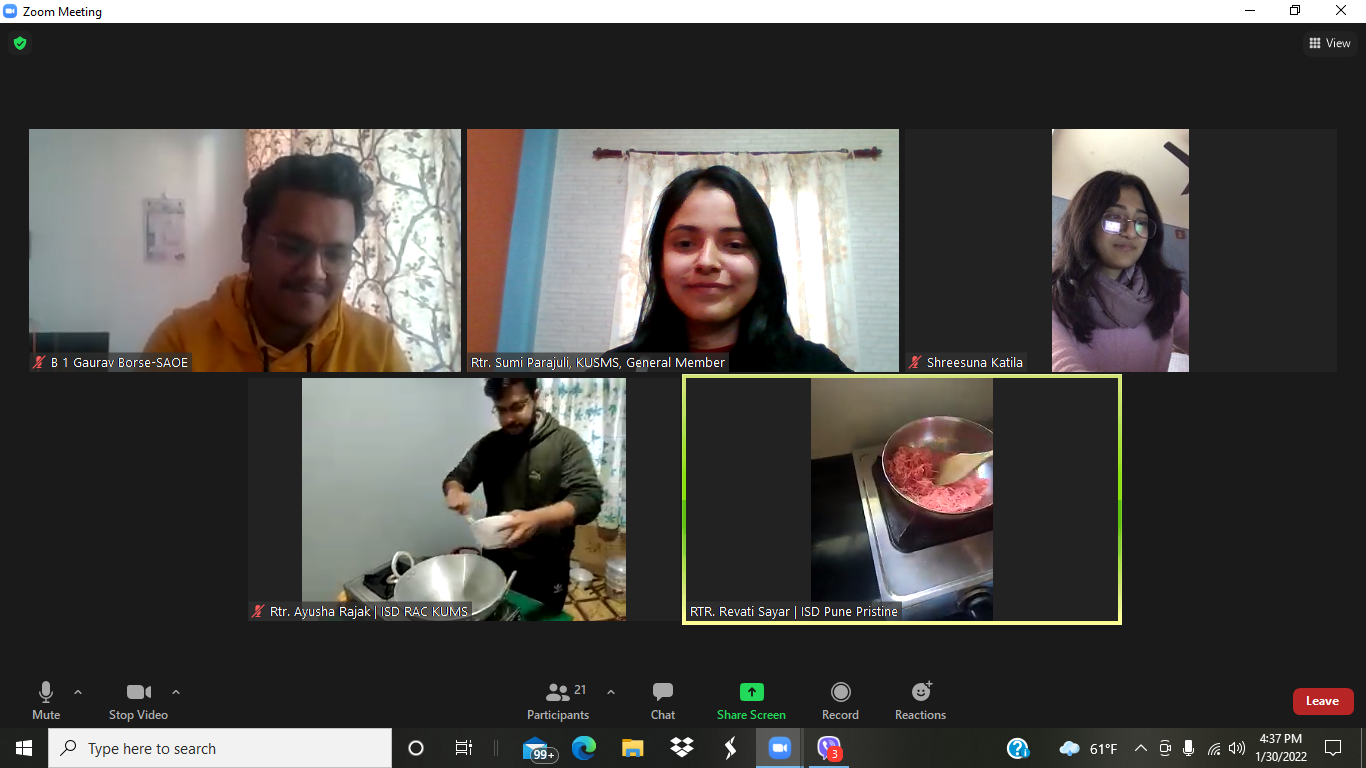 Zoom Meeting
View
B 1 Gaurav Borse-SAOE
Rtr. Sumi Parajuli, KUSMS, General Member
Shreesuna Katila
Rtr. Ayusha Rajak | ISD RAC KUMS
RTR. Revati Sayar | ISD Pune Pristine
21
Mute
Stop Video
Participants
Chat
Share Screen
Record
Reactions
Leave
Type here to search
99+
3
61°F
4:37 PM
1/30/2022